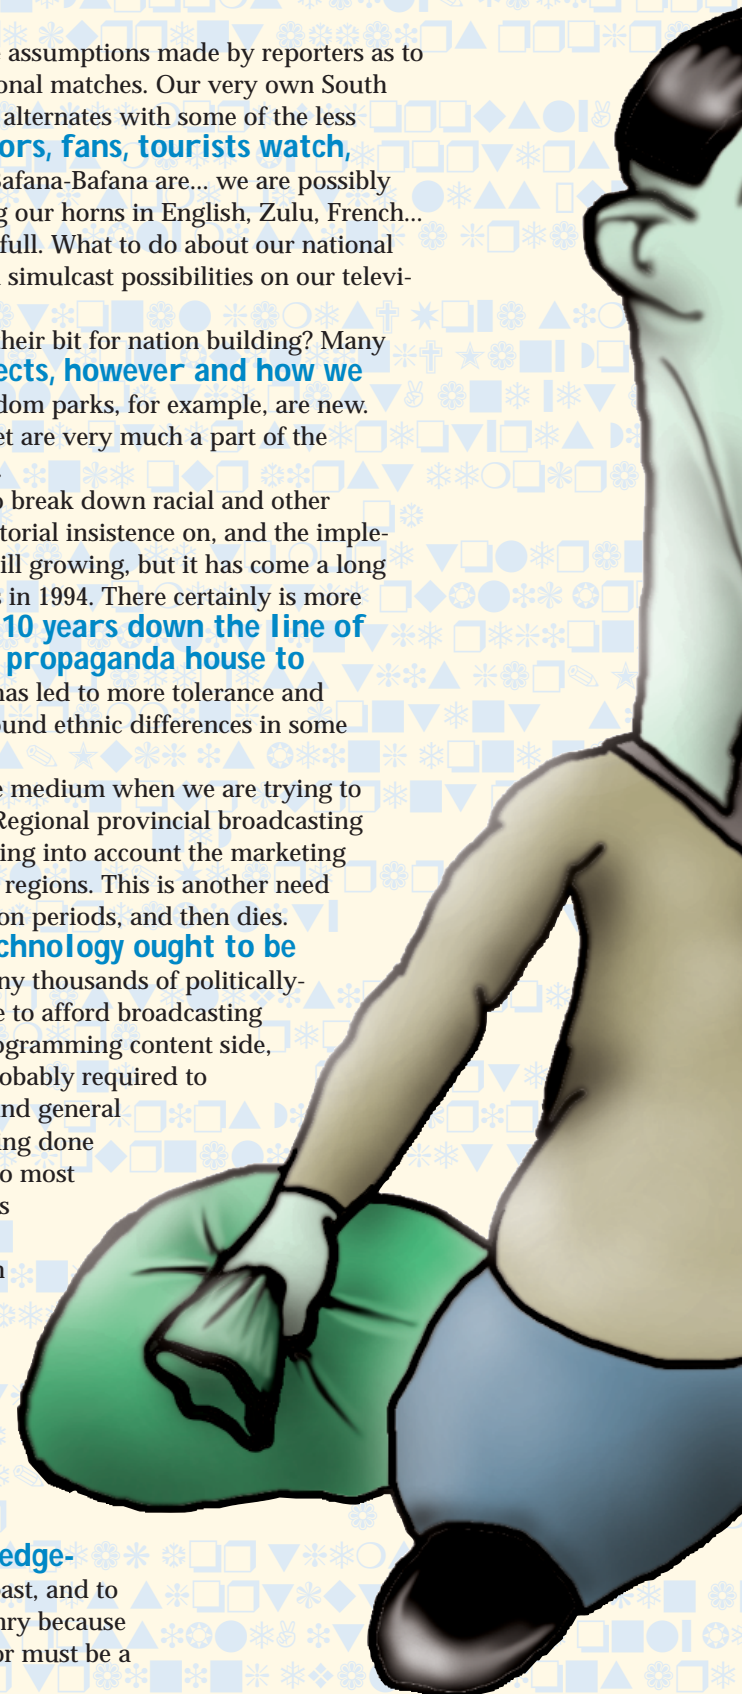 assumptions made by reporters as to
onal matches. Our very own South
alternates with some of the less
ors, fans, tourists watch,
Bafana-Bafana are... we are possibly
g our horns in English, Zulu, French...
full. What to do about our national
simulcast possibilities on our televi-
heir bit for nation building? Many
ects, however and how we
dom parks, for example, are new.
et are very much a part of the
o break down racial and other
torial insistence on, and the imple-
ill growing, but it has come a long
s in 1994. There certainly is more
10 years down the line of
propaganda house to
has led to more tolerance and
ound ethnic differences in some
e medium when we are trying to
Regional provincial broadcasting
ing into account the marketing
regions. This is another need
on periods, and then dies.
chnology ought to be
ny thousands of politically-
e to afford broadcasting
ogramming content side,
robably required to
nd general
ng done
o most
s
n
edge-
past, and to
nry because
or must be a